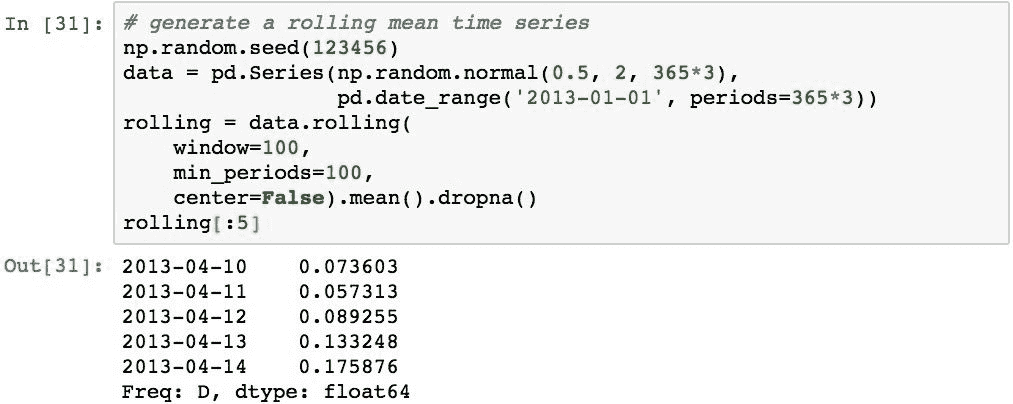 In [31]: # generate a rolling mean time series
np.random.seed(123456)
data = pd.Series(np.random.normal(0.5, 2, 365*3),
                 pd.date_range('2013-01-01', periods=365*3))
rolling = data.rolling(
    window=100,
    min_periods=100,
    center=False).mean().dropna()
rolling[:5]
Out[31]: 2013-04-10    0.073603
2013-04-11    0.057313
2013-04-12    0.089255
2013-04-13    0.133248
2013-04-14    0.175876
Freq: D, dtype: float64